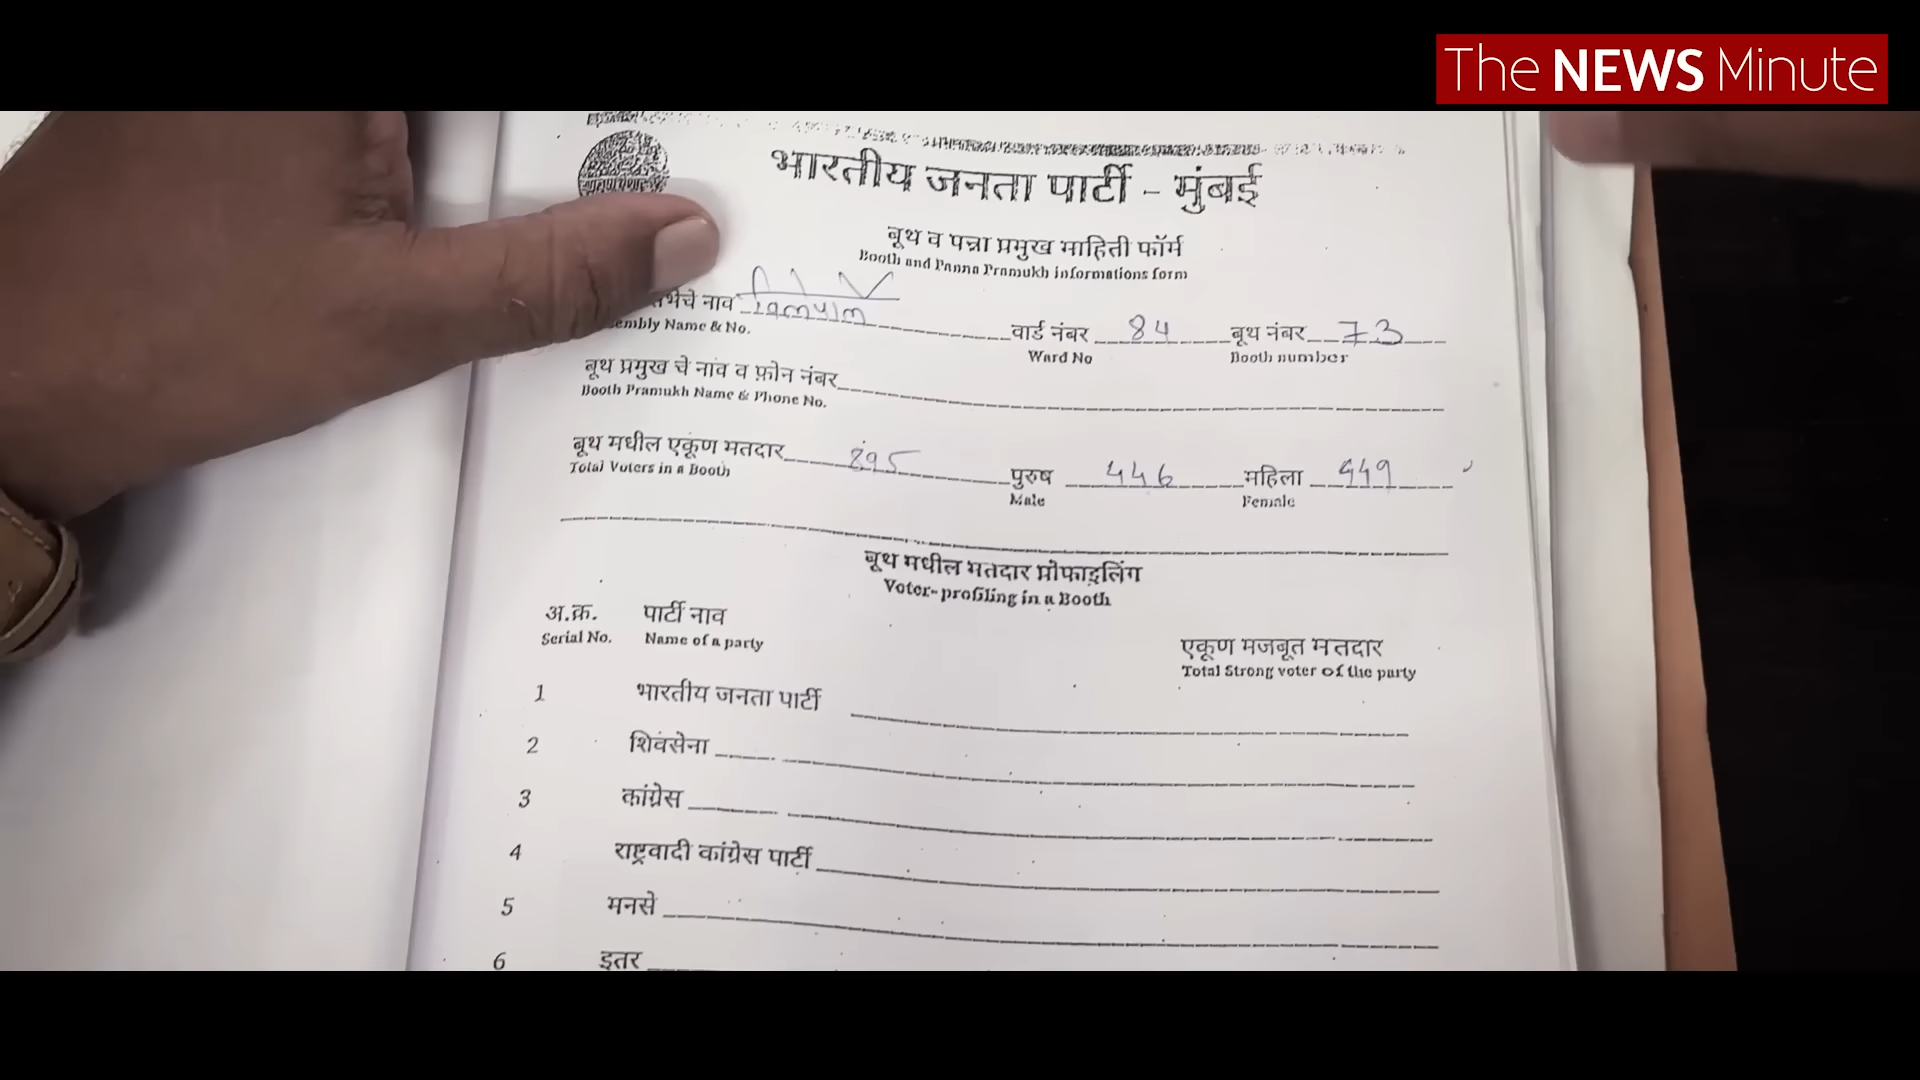 The NEWS Minute
भारतीय जनता पार्टी - मुंबई
बूथ व पन्ना प्रमुख माहिती फॉर्म
Booth and Panna Pramukh informations form
नाव विलेपार्ले वार्ड नंबर 84 बूथ नंबर 73
Name & No. Ward No Booth number
बूथ प्रमुख चे नाव व फ़ोन नंबर
Booth Pramukh Name & Phone No.
बूथ मधील एकूण मतदार 895 पुरुष 446 महिला 449
Total Voters in a Booth Male Female
बूथ मधील मतदार प्रोफाइलिंग
Voter-profiling in a Booth
अ.क्र. पार्टी नाव एकूण मजबूत मतदार
Serial No. Name of a party Total Strong voter of the party
1 भारतीय जनता पार्टी
2 शिवसेना
3 कांग्रेस
4 राष्ट्रवादी कांग्रेस पार्टी
5 मनसे
6 इतर